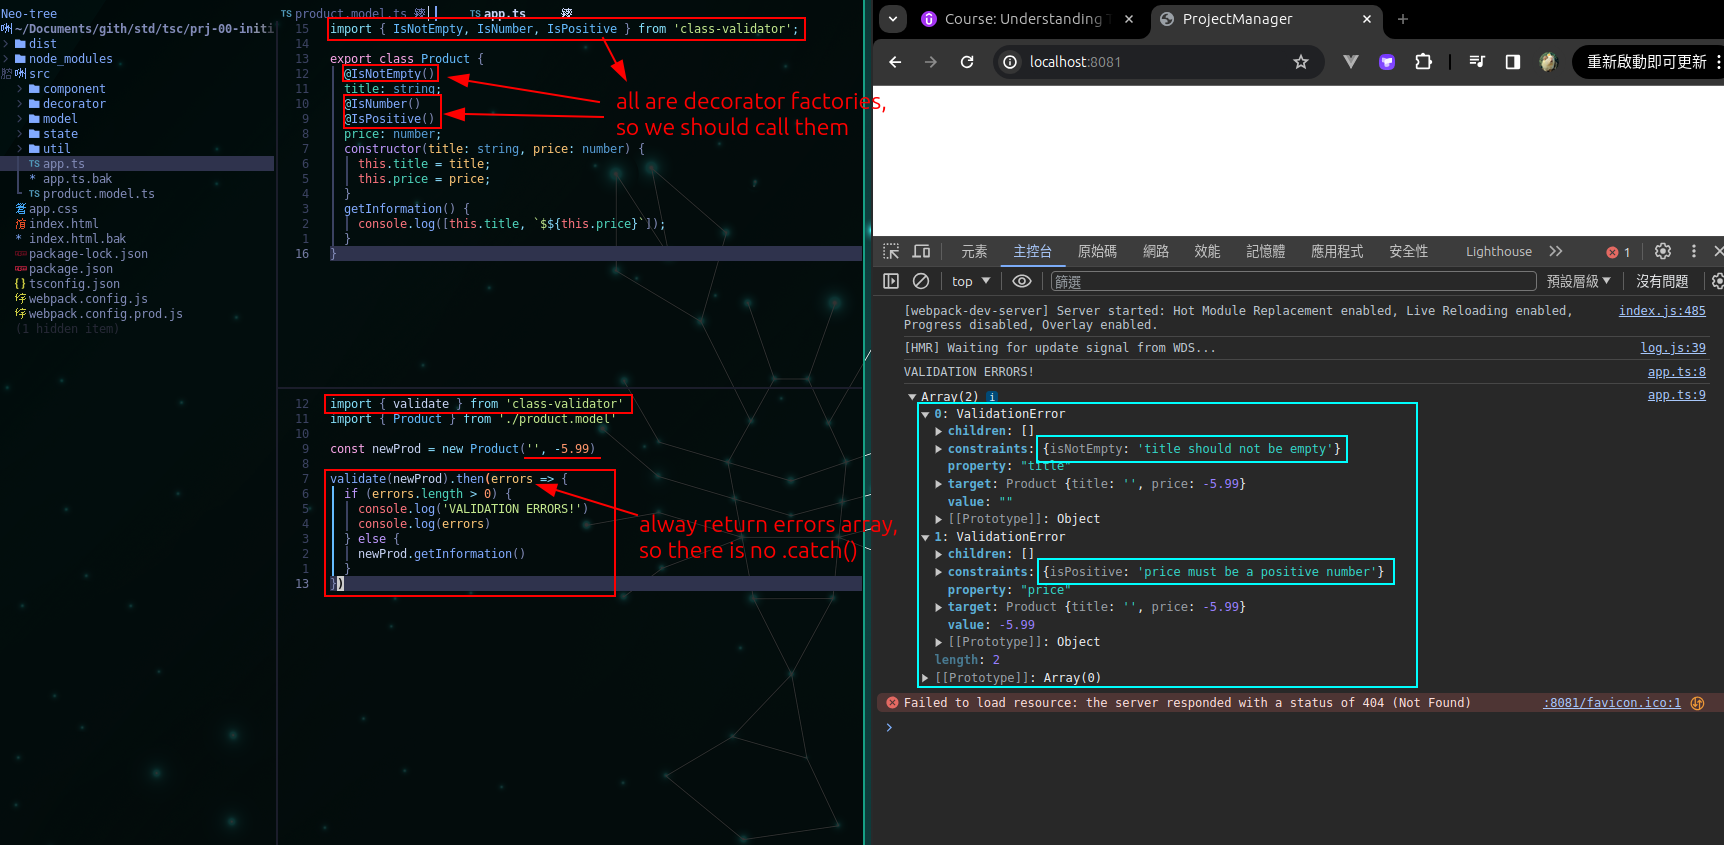 Neo-tree
~/Documents/gith/std/tsc/prj-00-initi
dist
node_modules
src
component
decorator
model
state
util
TS app.ts
* app.ts.bak
TS product.model.ts
app.css
index.html
* index.html.bak
package-lock.json
package.json
{} tsconfig.json
webpack.config.js
webpack.config.prod.js
(1 hidden item)
TS product.model.ts
TS app.ts
15 import { IsNotEmpty, IsNumber, IsPositive } from 'class-validator';
14
13 export class Product {
12 @IsNotEmpty()
11 title: string;
10 @IsNumber()
9 @IsPositive()
8 price: number;
7 constructor(title: string, price: number) {
6 this.title = title;
5 this.price = price;
4 }
3 getInformation() {
2 console.log([this.title, `$${this.price}`]);
1 }
16 }
all are decorator factories,
so we should call them
12 import { validate } from 'class-validator'
11 import { Product } from './product.model'
10
9 const newProd = new Product('', -5.99)
8
7 validate(newProd).then(errors => {
6 if (errors.length > 0) {
5 console.log('VALIDATION ERRORS!')
4 console.log(errors)
3 } else {
2 newProd.getInformation()
1 }
13 })
alway return errors array,
so there is no .catch()
Course: Understanding T
ProjectManager
localhost:8081
重新啟動即可更新
元素 主控台 原始碼 網路 效能 記憶體 應用程式 安全性 Lighthouse 1
top 篩選 預設層級 沒有問題
[webpack-dev-server] Server started: Hot Module Replacement enabled, Live Reloading enabled, index.js:485
Progress disabled, Overlay enabled.
[HMR] Waiting for update signal from WDS... log.js:39
VALIDATION ERRORS! app.ts:8
Array(2) i app.ts:9
0: ValidationError
children: []
constraints: {isNotEmpty: 'title should not be empty'}
property: "title"
target: Product {title: '', price: -5.99}
value: ""
[[Prototype]]: Object
1: ValidationError
children: []
constraints: {isPositive: 'price must be a positive number'}
property: "price"
target: Product {title: '', price: -5.99}
value: -5.99
[[Prototype]]: Object
length: 2
[[Prototype]]: Array(0)
Failed to load resource: the server responded with a status of 404 (Not Found) :8081/favicon.ico:1